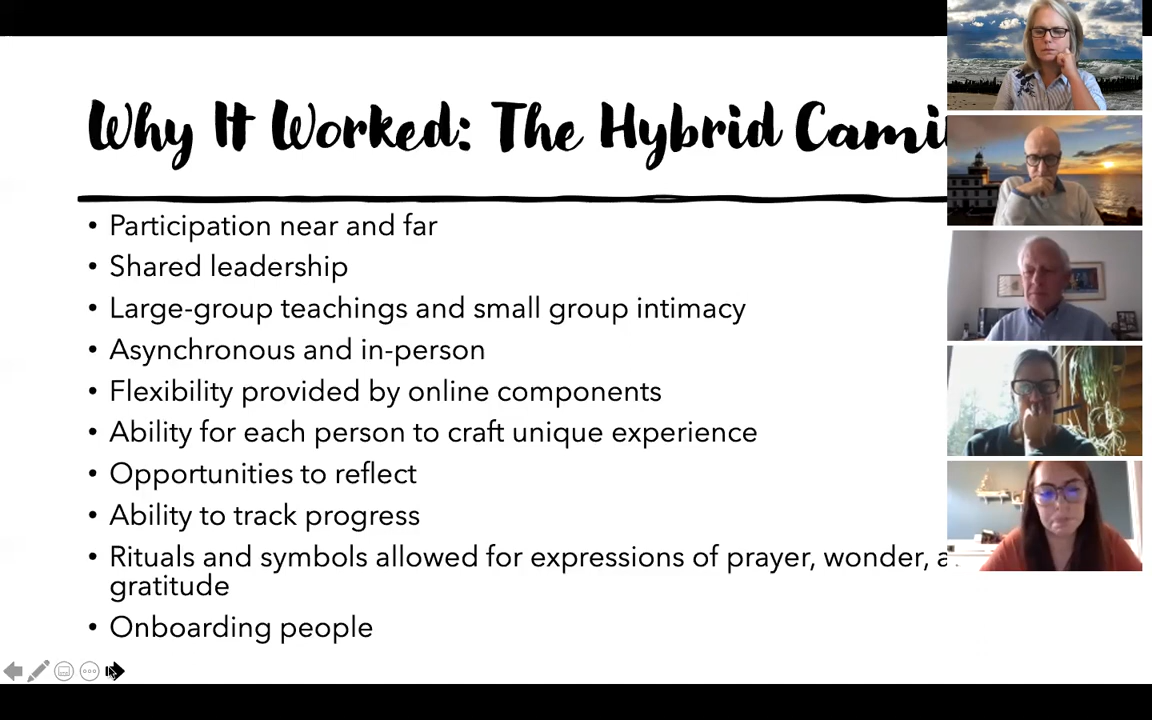 Why It Worked: The Hybrid
• Participation near and far
• Shared leadership
• Large-group teachings and small group intimacy
• Asynchronous and in-person
• Flexibility provided by online components
• Ability for each person to craft unique experience
• Opportunities to reflect
• Ability to track progress
• Rituals and symbols allowed for expressions of prayer, wonder,
gratitude
• Onboarding people